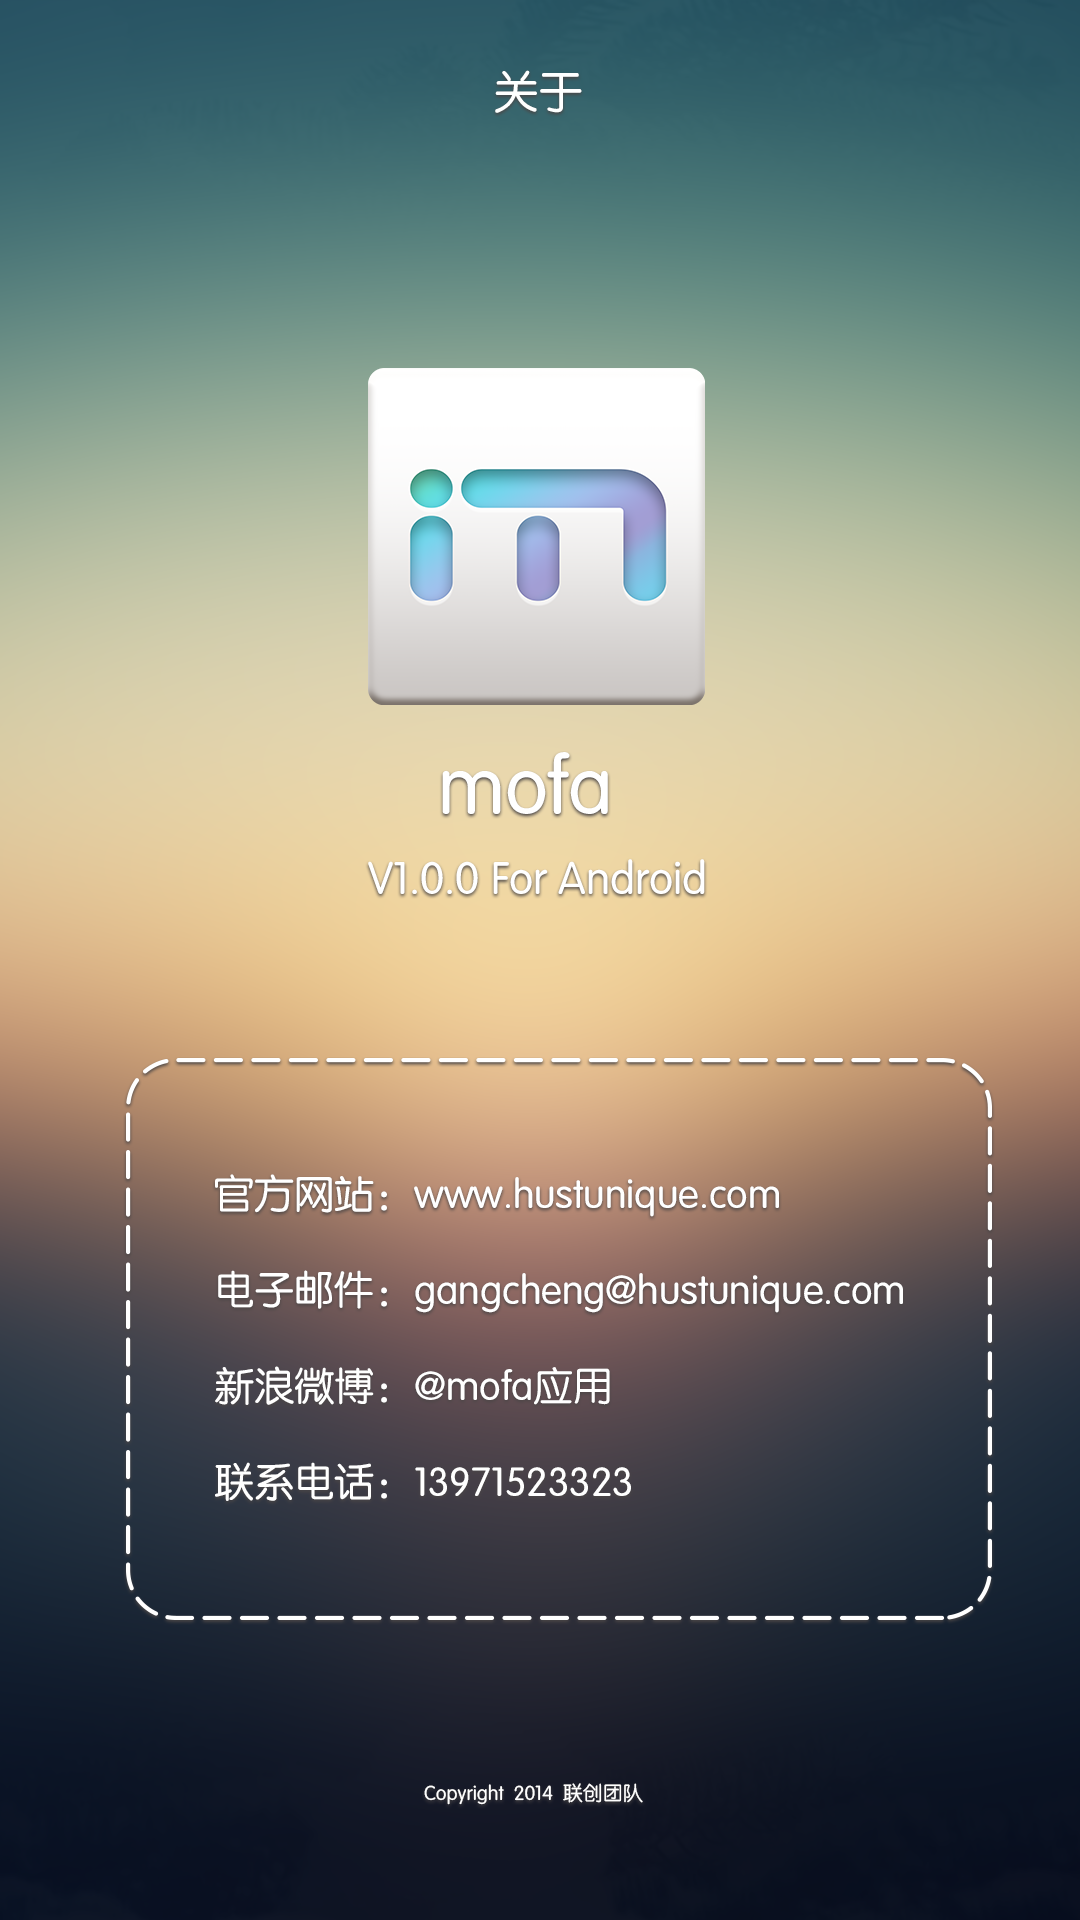 关于
mofa
V1.0.0 For Android
官方网站：www.hustunique.com
电子邮件：gangcheng@hustunique.com
新浪微博：@mofa应用
联系电话：13971523323
Copyright 2014 联创团队